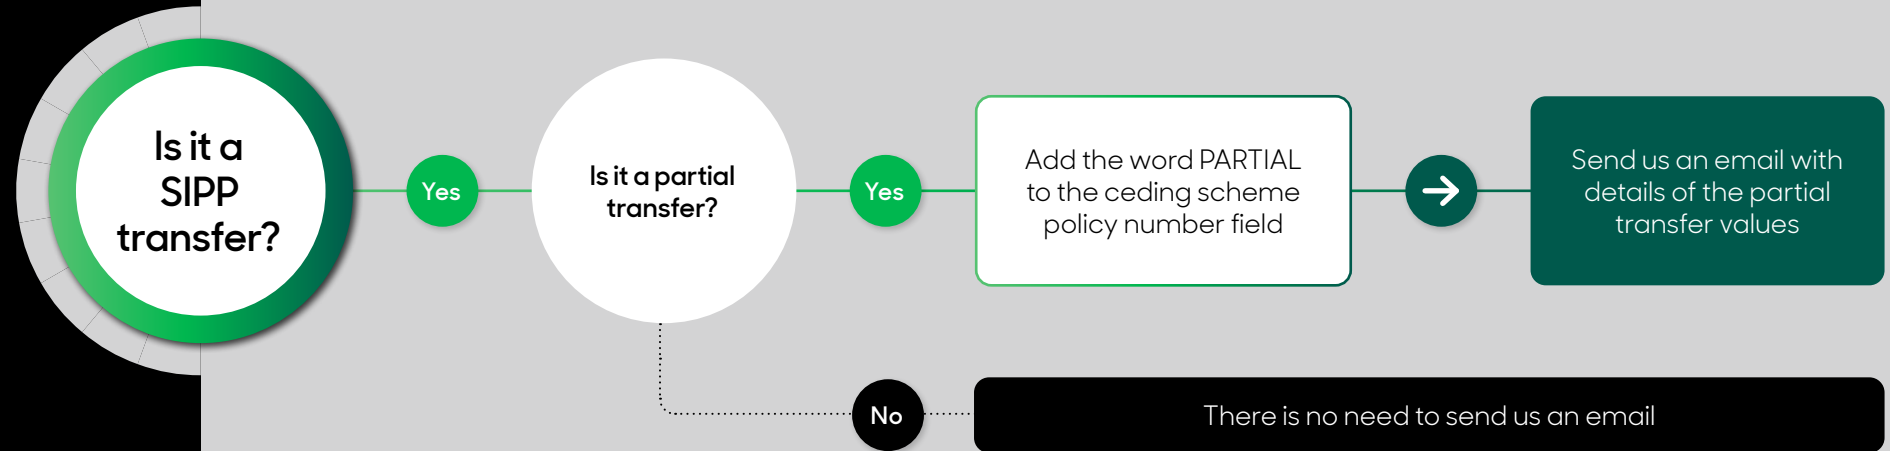 Is it a
SIPP
transfer?
Yes
Is it a partial
transfer?
Yes
Add the word PARTIAL
to the ceding scheme
policy number field
Send us an email with
details of the partial
transfer values
No
There is no need to send us an email